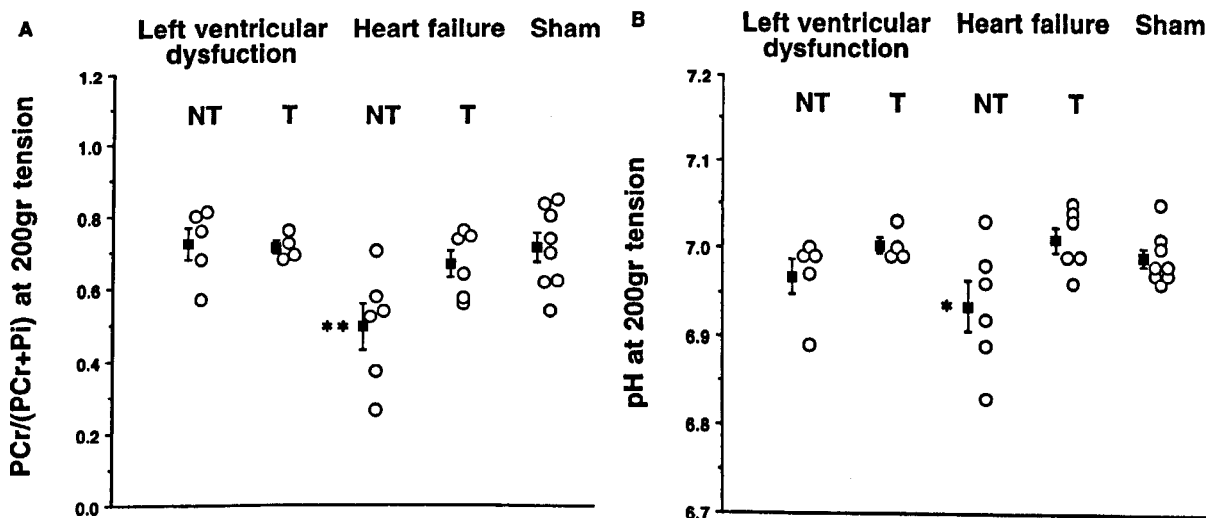 A
Left ventricular dysfuction
Heart failure
Sham
NT
T
NT
T
PCr/(PCr+Pi) at 200gr tension
1.2
1.0
0.8
0.6
0.4
0.2
0.0
**
B
Left ventricular dysfunction
Heart failure
Sham
NT
T
NT
T
pH at 200gr tension
7.2
7.1
7.0
6.9
6.8
6.7
*